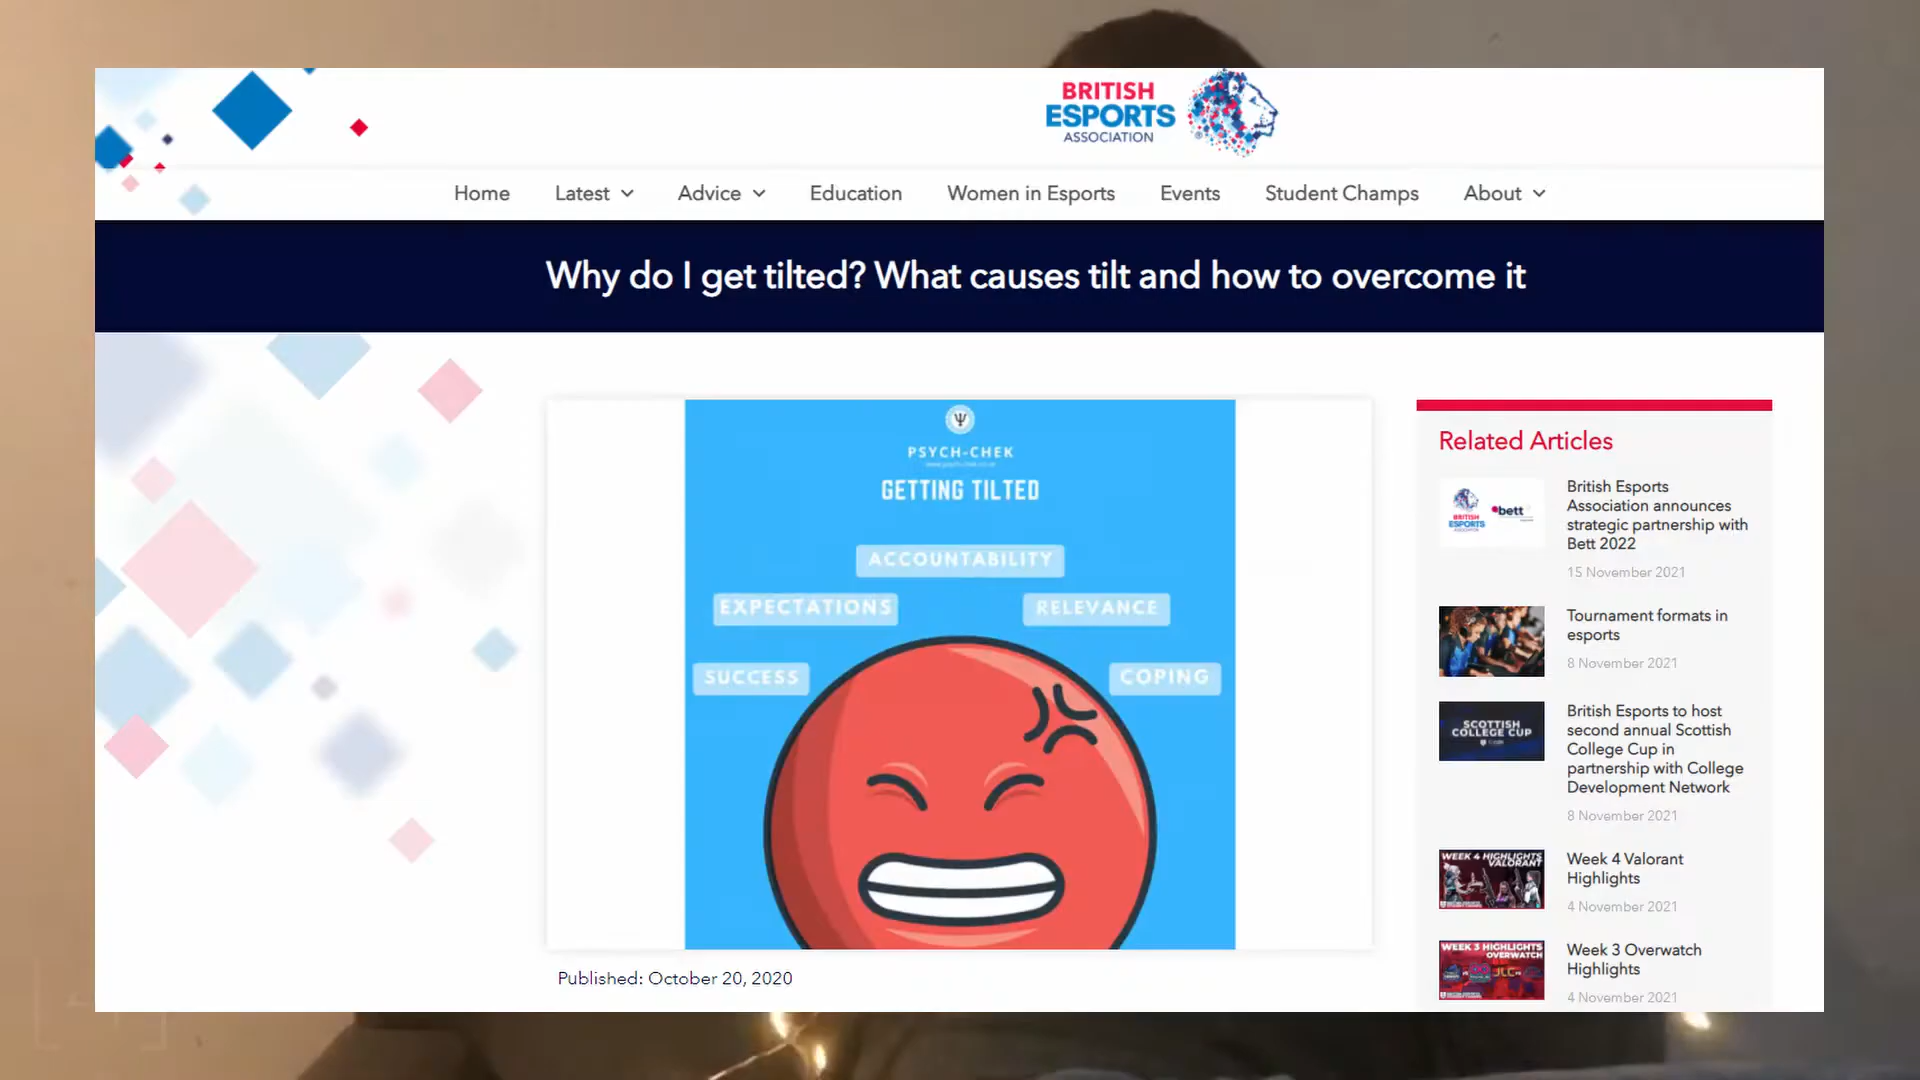 BRITISH
ESPORTS
ASSOCIATION
Home
Latest
Advice
Education
Women in Esports
Events
Student Champs
About
Why do I get tilted? What causes tilt and how to overcome it
PSYCH-CHEK
GETTING TILTED
ACCOUNTABILITY
EXPECTATIONS
RELEVANCE
SUCCESS
COPING
Published: October 20, 2020
Related Articles
BRITISH
ESPORTS
bett
British Esports
Association announces
strategic partnership with
Bett 2022
15 November 2021
Tournament formats in
esports
8 November 2021
SCOTTISH
COLLEGE CUP
British Esports to host
second annual Scottish
College Cup in
partnership with College
Development Network
8 November 2021
WEEK 4 HIGHLIGHTS
VALORANT
Week 4 Valorant
Highlights
4 November 2021
WEEK 3 HIGHLIGHTS
OVERWATCH
Week 3 Overwatch
Highlights
4 November 2021